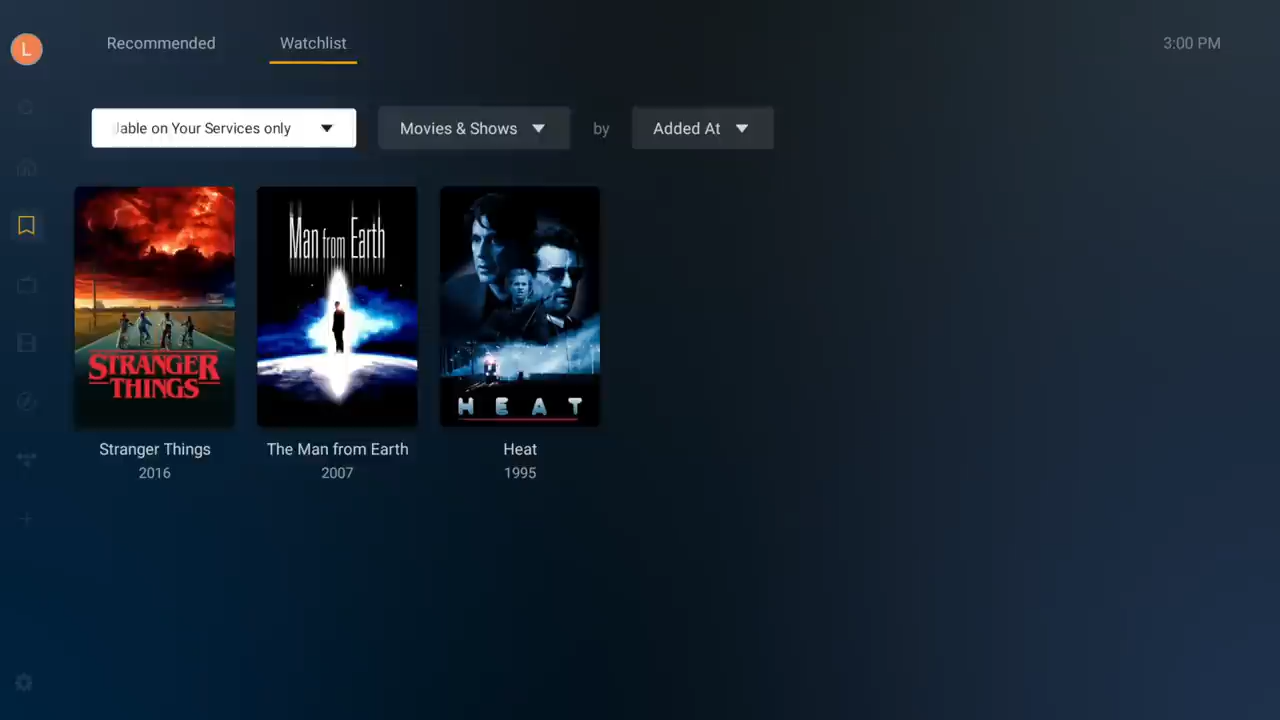 L
Recommended
Watchlist
3:00 PM
lable on Your Services only
Movies & Shows
by
Added At
STRANGER
THINGS
Man from Earth
HEAT
Stranger Things
The Man from Earth
Heat
2016
2007
1995